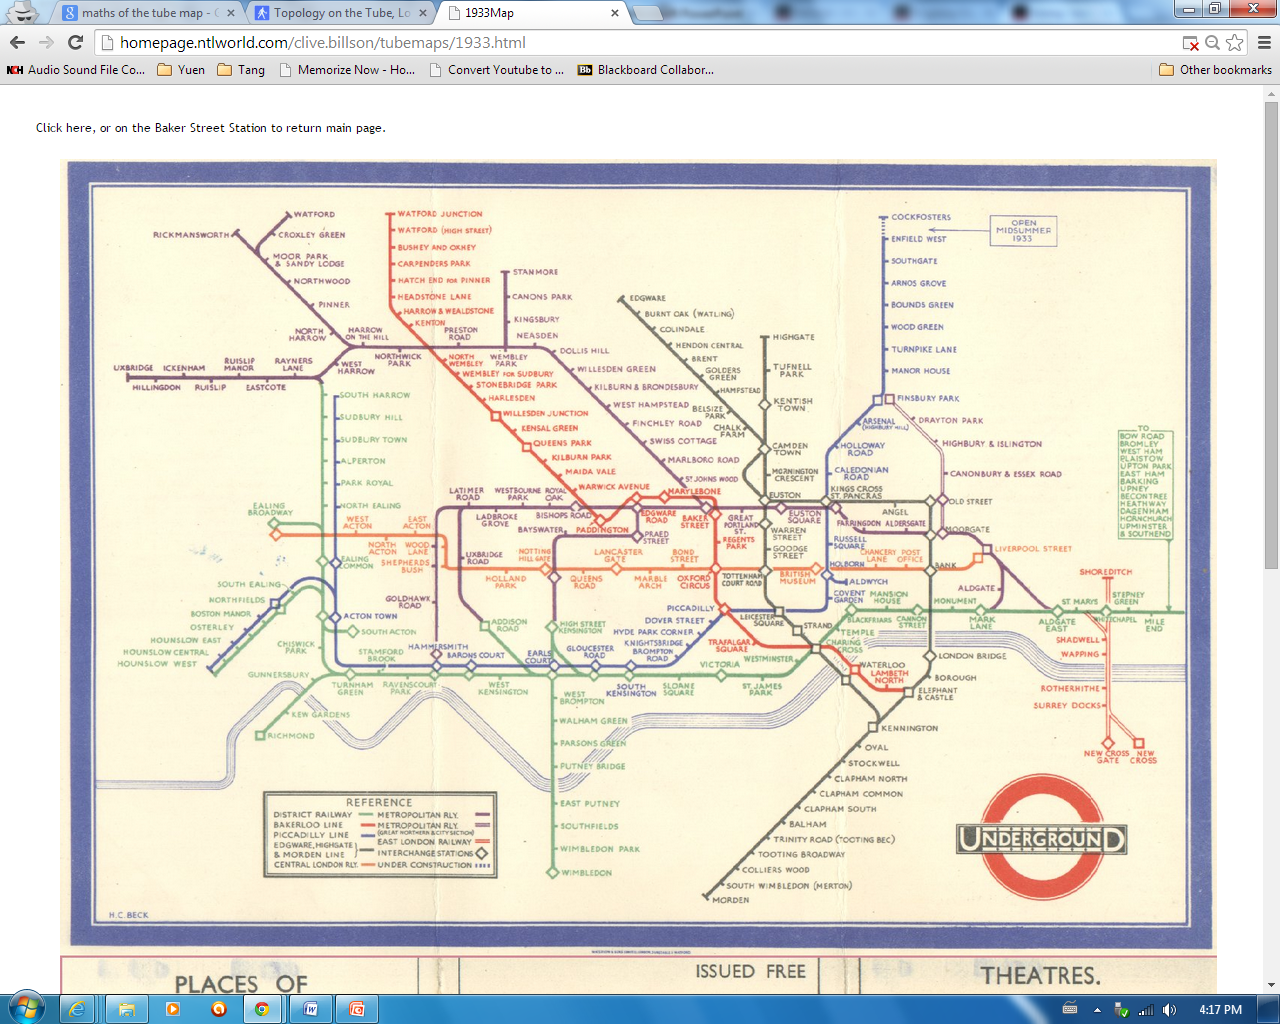 maths of the tube map - G
Topology on the Tube, Lo
1933Map
homepage.ntlworld.com/clive.billson/tubemaps/1933.html
Audio Sound File Co...
Yuen
Tang
Memorize Now - Ho...
Convert Youtube to ...
Bb
Blackboard Collabor...
Other bookmarks
Click here, or on the Baker Street Station to return main page.
WATFORD
RICKMANSWORTH
CROXLEY GREEN
MOOR PARK
& SANDY LODGE
NORTHWOOD
PINNER
NORTH
HARROW
HARROW
ON THE HILL
WATFORD JUNCTION
WATFORD (HIGH STREET)
BUSHEY AND OXHEY
CARPENDERS PARK
HATCH END FOR PINNER
HEADSTONE LANE
HARROW & WEALDSTONE
KENTON
PRESTON
ROAD
STANMORE
CANONS PARK
KINGSBURY
NEASDEN
NORTHWICK
PARK
NORTH
WEMBLEY
WEMBLEY
PARK
DOLLIS HILL
WILLESDEN GREEN
KILBURN & BRONDESBURY
WEST HAMPSTEAD
FINCHLEY ROAD
SWISS COTTAGE
MARLBORO ROAD
ST JOHNS WOOD
WEMBLEY FOR SUDBURY
STONEBRIDGE PARK
HARLESDEN
WILLESDEN JUNCTION
KENSAL GREEN
QUEENS PARK
KILBURN PARK
MAIDA VALE
WARWICK AVENUE
MARYLEBONE
EDGWARE
BURNT OAK (WATLING)
COLINDALE
HENDON CENTRAL
BRENT
GOLDERS
GREEN
HAMPSTEAD
BELSIZE
PARK
CHALK
FARM
HIGHGATE
TUFNELL
PARK
KENTISH
TOWN
CAMDEN
TOWN
MORNINGTON
CRESCENT
EUSTON
COCKFOSTERS
OPEN
MIDSUMMER
1933
ENFIELD WEST
SOUTHGATE
ARNOS GROVE
BOUNDS GREEN
WOOD GREEN
TURNPIKE LANE
MANOR HOUSE
FINSBURY PARK
ARSENAL
(HIGHBURY HILL)
DRAYTON PARK
HOLLOWAY
ROAD
HIGHBURY & ISLINGTON
CALEDONIAN
ROAD
CANONBURY & ESSEX ROAD
KINGS CROSS
ST. PANCRAS
ANGEL
OLD STREET
TO
BOW ROAD
BROMLEY
WEST HAM
PLAISTOW
UPTON PARK
EAST HAM
BARKING
UPNEY
BECONTREE
HEATHWAY
DAGENHAM
HORNCHURCH
UPMINSTER
& SOUTHEND
UXBRIDGE
ICKENHAM
RUISLIP
MANOR
RAYNERS
LANE
WEST
HARROW
HILLINGDON
RUISLIP
EASTCOTE
SOUTH HARROW
SUDBURY HILL
SUDBURY TOWN
ALPERTON
PARK ROYAL
NORTH EALING
EALING
BROADWAY
WEST
ACTON
EAST
ACTON
NORTH
ACTON
WOOD
LANE
EALING
COMMON
SHEPHERDS
BUSH
LATIMER
ROAD
WESTBOURNE
PARK
ROYAL
OAK
LADBROKE
GROVE
BISHOPS ROAD
BAYSWATER
PADDINGTON
EDGWARE
ROAD
PRAED
STREET
BAKER
STREET
GREAT
PORTLAND
ST.
REGENTS
PARK
EUSTON
SQUARE
WARREN
STREET
GOODGE
STREET
RUSSELL
SQUARE
FARRINGDON
ALDERSGATE
MOORGATE
LIVERPOOL STREET
UXBRIDGE
ROAD
NOTTING
HILL GATE
LANCASTER
GATE
BOND
STREET
HOLLAND
PARK
QUEENS
ROAD
MARBLE
ARCH
OXFORD
CIRCUS
TOTTENHAM
COURT ROAD
BRITISH
MUSEUM
HOLBORN
CHANCERY
LANE
POST
OFFICE
BANK
ALDWYCH
ALDGATE
SHOREDITCH
SOUTH EALING
NORTHFIELDS
BOSTON MANOR
OSTERLEY
HOUNSLOW EAST
HOUNSLOW CENTRAL
HOUNSLOW WEST
ACTON TOWN
SOUTH ACTON
CHISWICK
PARK
GOLDHAWK
ROAD
ADDISON
ROAD
HIGH STREET
KENSINGTON
PICCADILLY
DOVER STREET
HYDE PARK CORNER
KNIGHTSBRIDGE
BROMPTON
ROAD
LEICESTER
SQUARE
COVENT
GARDEN
STRAND
MANSION
HOUSE
MONUMENT
BLACKFRIARS
CANNON
STREET
MARK
LANE
ST MARYS
STEPNEY
GREEN
ALDGATE
EAST
WHITECHAPEL
MILE
END
TEMPLE
CHARING
CROSS
TRAFALGAR
SQUARE
WESTMINSTER
STAMFORD
BROOK
HAMMERSMITH
BARONS COURT
EARLS
COURT
GLOUCESTER
ROAD
VICTORIA
WATERLOO
LAMBETH
NORTH
LONDON BRIDGE
BOROUGH
ELEPHANT
& CASTLE
GUNNERSBURY
TURNHAM
GREEN
RAVENSCOURT
PARK
WEST
KENSINGTON
SOUTH
KENSINGTON
SLOANE
SQUARE
ST. JAMES
PARK
KEW GARDENS
RICHMOND
WEST
BROMPTON
WALHAM GREEN
PARSONS GREEN
PUTNEY BRIDGE
EAST PUTNEY
SOUTHFIELDS
WIMBLEDON PARK
WIMBLEDON
SHADWELL
WAPPING
ROTHERHITHE
SURREY DOCKS
NEW CROSS
GATE
NEW
CROSS
KENNINGTON
OVAL
STOCKWELL
CLAPHAM NORTH
CLAPHAM COMMON
CLAPHAM SOUTH
BALHAM
TRINITY ROAD (TOOTING BEC)
TOOTING BROADWAY
COLLIERS WOOD
SOUTH WIMBLEDON (MERTON)
MORDEN
REFERENCE
DISTRICT RAILWAY
BAKERLOO LINE
PICCADILLY LINE
EDGWARE, HIGHGATE
& MORDEN LINE
CENTRAL LONDON RLY.
METROPOLITAN RLY.
METROPOLITAN RLY.
(GREAT NORTHERN & CITY SECTION)
EAST LONDON RAILWAY
INTERCHANGE STATIONS
UNDER CONSTRUCTION
UNDERGROUND
H.C. BECK
PLACES OF
ISSUED FREE
THEATRES.
4:17 PM